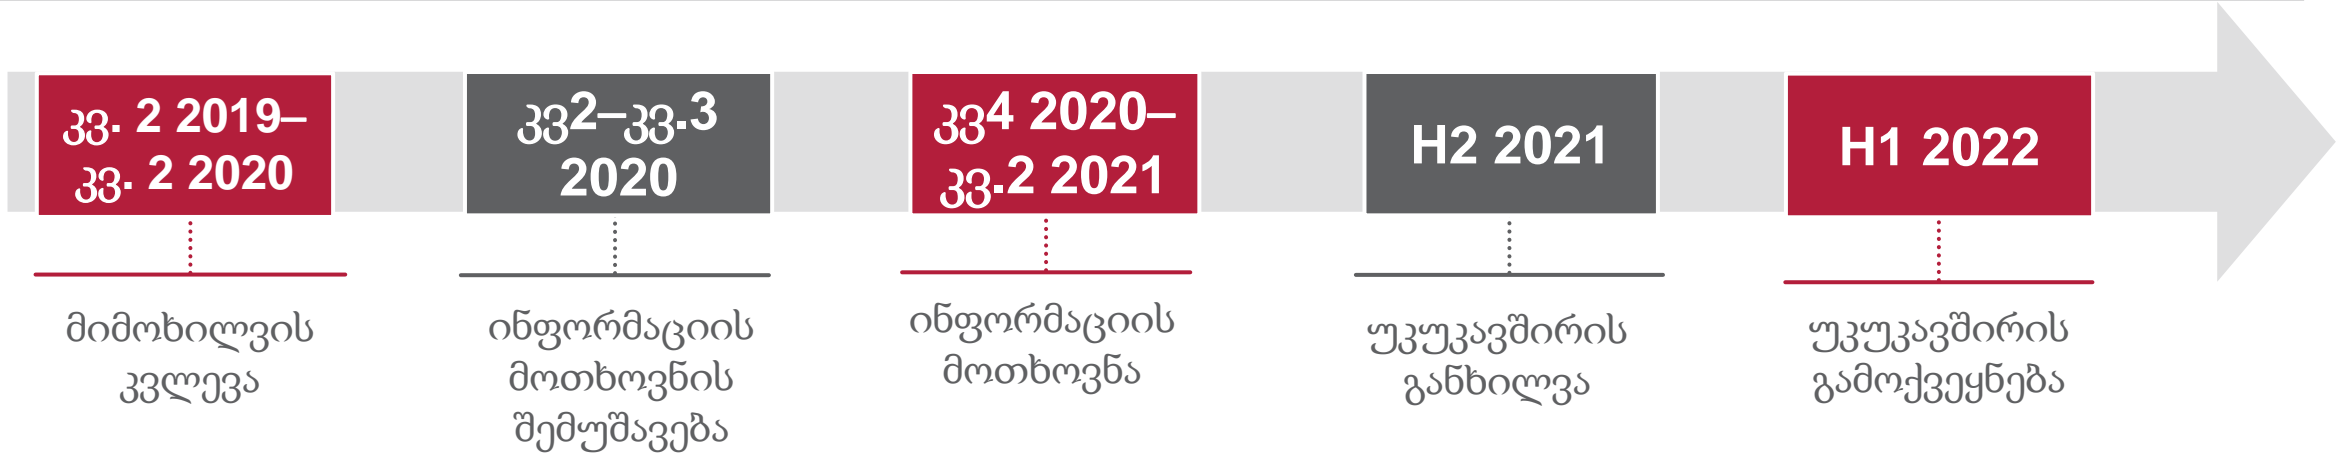 კვ. 2 2019–
კვ. 2 2020
კვ2–კვ.3
2020
კვ4 2020–
კვ.2 2021
H2 2021
H1 2022
მიმოხილვის
კვლევა
ინფორმაციის
მოთხოვნის
შემუშავება
ინფორმაციის
მოთხოვნა
უკუკავშირის
განხილვა
უკუკავშირის
გამოქვეყნება